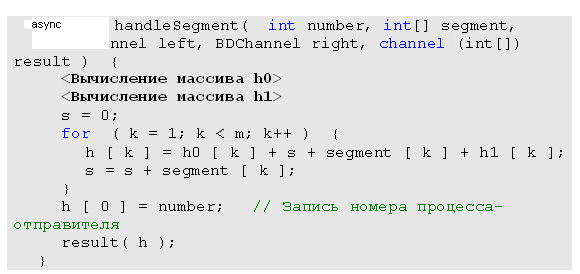 async handleSegment( int number, int[] segment,
nnel left, BDChannel right, channel (int[])
result ) {
<Вычисление массива h0>
<Вычисление массива h1>
s = 0;
for ( k = 1; k < m; k++ ) {
h [ k ] = h0 [ k ] + s + segment [ k ] + h1 [ k ];
s = s + segment [ k ];
}
h [ 0 ] = number; // Запись номера процесса-
отправителя
result( h );
}